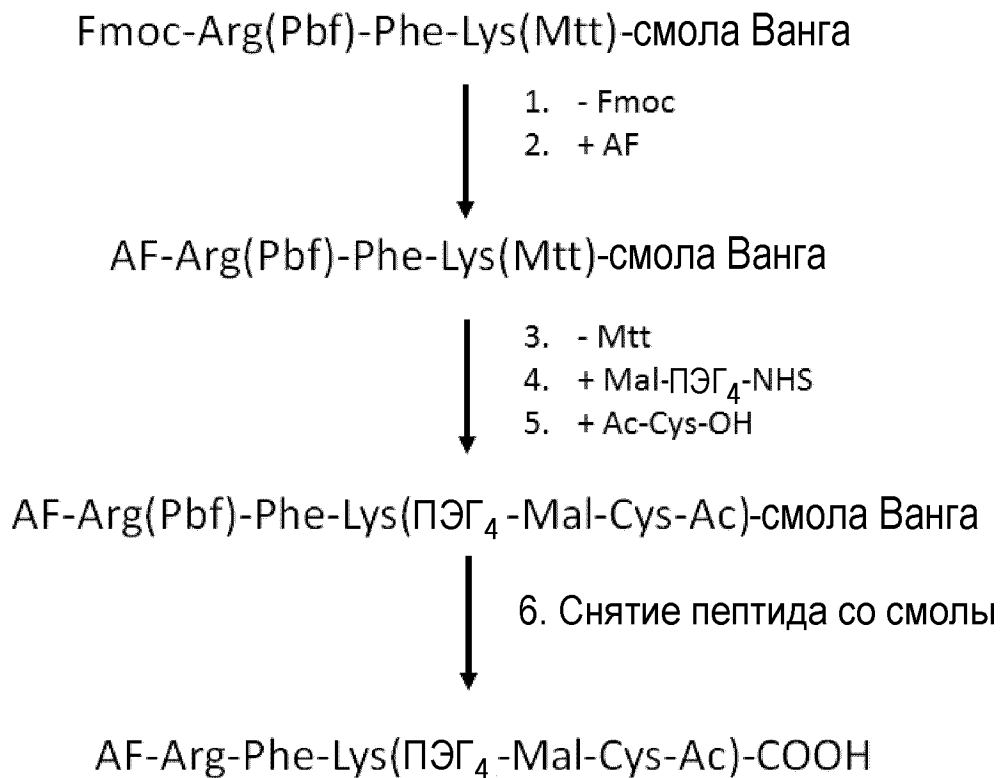 Fmoc-Arg(Pbf)-Phe-Lys(Mtt)-смола Ванга
1. - Fmoc
2. + AF
AF-Arg(Pbf)-Phe-Lys(Mtt)-смола Ванга
3. - Mtt
4. + Mal-ПЭГ₄-NHS
5. + Ac-Cys-OH
AF-Arg(Pbf)-Phe-Lys(ПЭГ₄-Mal-Cys-Ac)-смола Ванга
6. Снятие пептида со смолы
AF-Arg-Phe-Lys(ПЭГ₄-Mal-Cys-Ac)-COOH